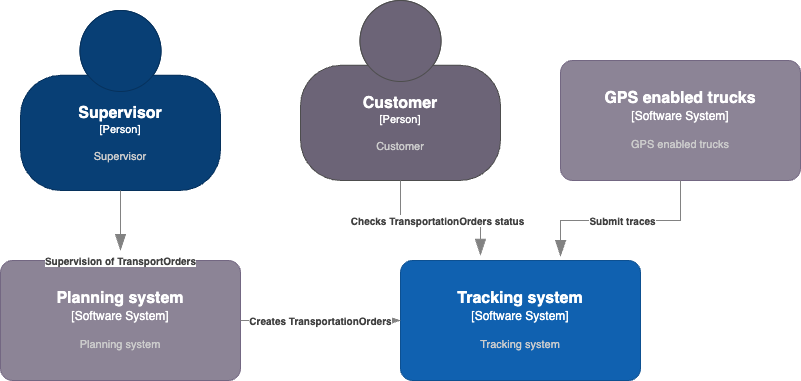 Supervisor
[Person]
Supervisor
Customer
[Person]
Customer
GPS enabled trucks
[Software System]
GPS enabled trucks
Checks TransportationOrders status
Submit traces
Supervision of TransportOrders
Planning system
[Software System]
Planning system
Creates TransportationOrders
Tracking system
[Software System]
Tracking system